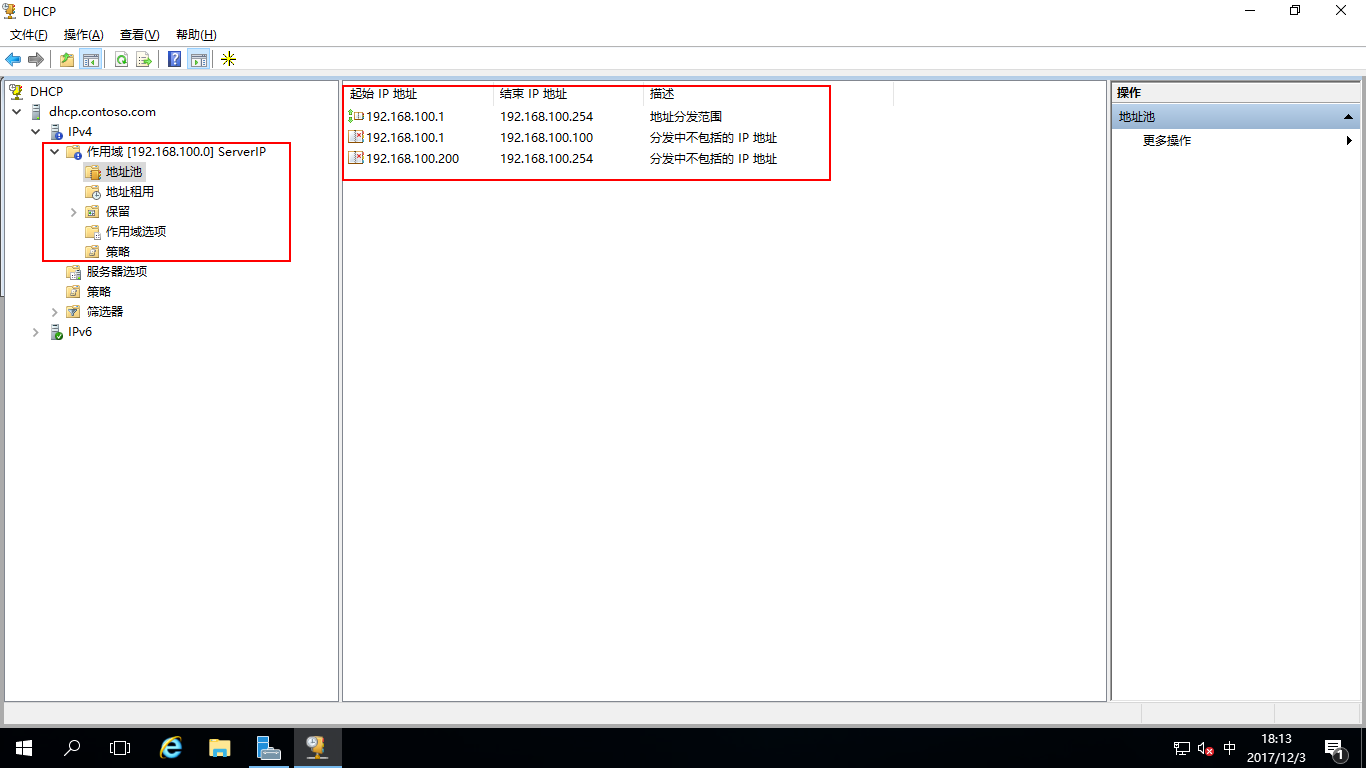 DHCP
文件(F) 操作(A) 查看(V) 帮助(H)
DHCP
dhcp.contoso.com
IPv4
作用域 [192.168.100.0] ServerIP
地址池
地址租用
保留
作用域选项
策略
服务器选项
策略
筛选器
IPv6
起始 IP 地址 结束 IP 地址 描述
192.168.100.1 192.168.100.254 地址分发范围
192.168.100.1 192.168.100.100 分发中不包括的 IP 地址
192.168.100.200 192.168.100.254 分发中不包括的 IP 地址
操作
地址池
更多操作
中
18:13
2017/12/3
1